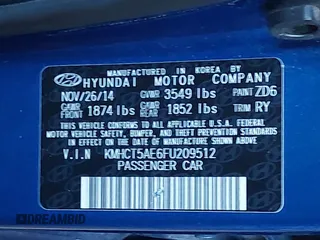 MANUFACTURED IN KOREA BY
HYUNDAI MOTOR COMPANY
NOV/26/14 GVWR 3549 lbs PAINT ZD6
GAWR FRONT 1874 lbs GAWR REAR 1852 lbs TRIM RY
THIS VEHICLE CONFORMS TO ALL APPLICABLE
U.S. FEDERAL MOTOR VEHICLE SAFETY, BUMPER
AND THEFT PREVENTION STANDARDS IN EFFECT
ON THE DATE OF MANUFACTURE SHOWN ABOVE.
V.I.N KMHCT5AE6FU209512
PASSENGER CAR
© DREAMBID